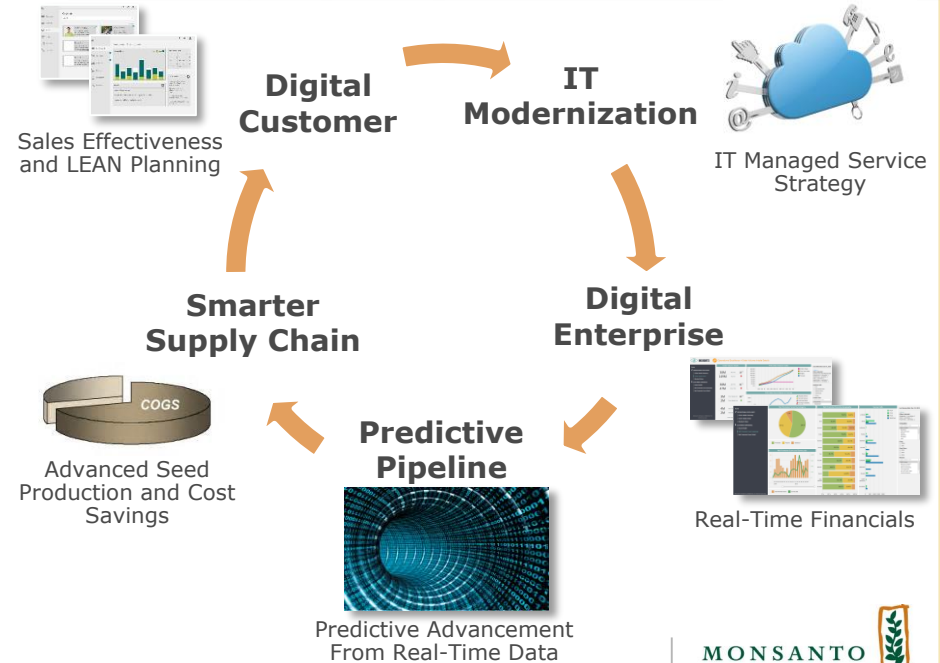 Digital
Customer
IT
Modernization
Sales Effectiveness
and LEAN Planning
IT Managed Service
Strategy
Smarter
Supply Chain
Digital
Enterprise
COGS
Predictive
Pipeline
Advanced Seed
Production and Cost
Savings
Real-Time Financials
Predictive Advancement
From Real-Time Data
MONSANTO